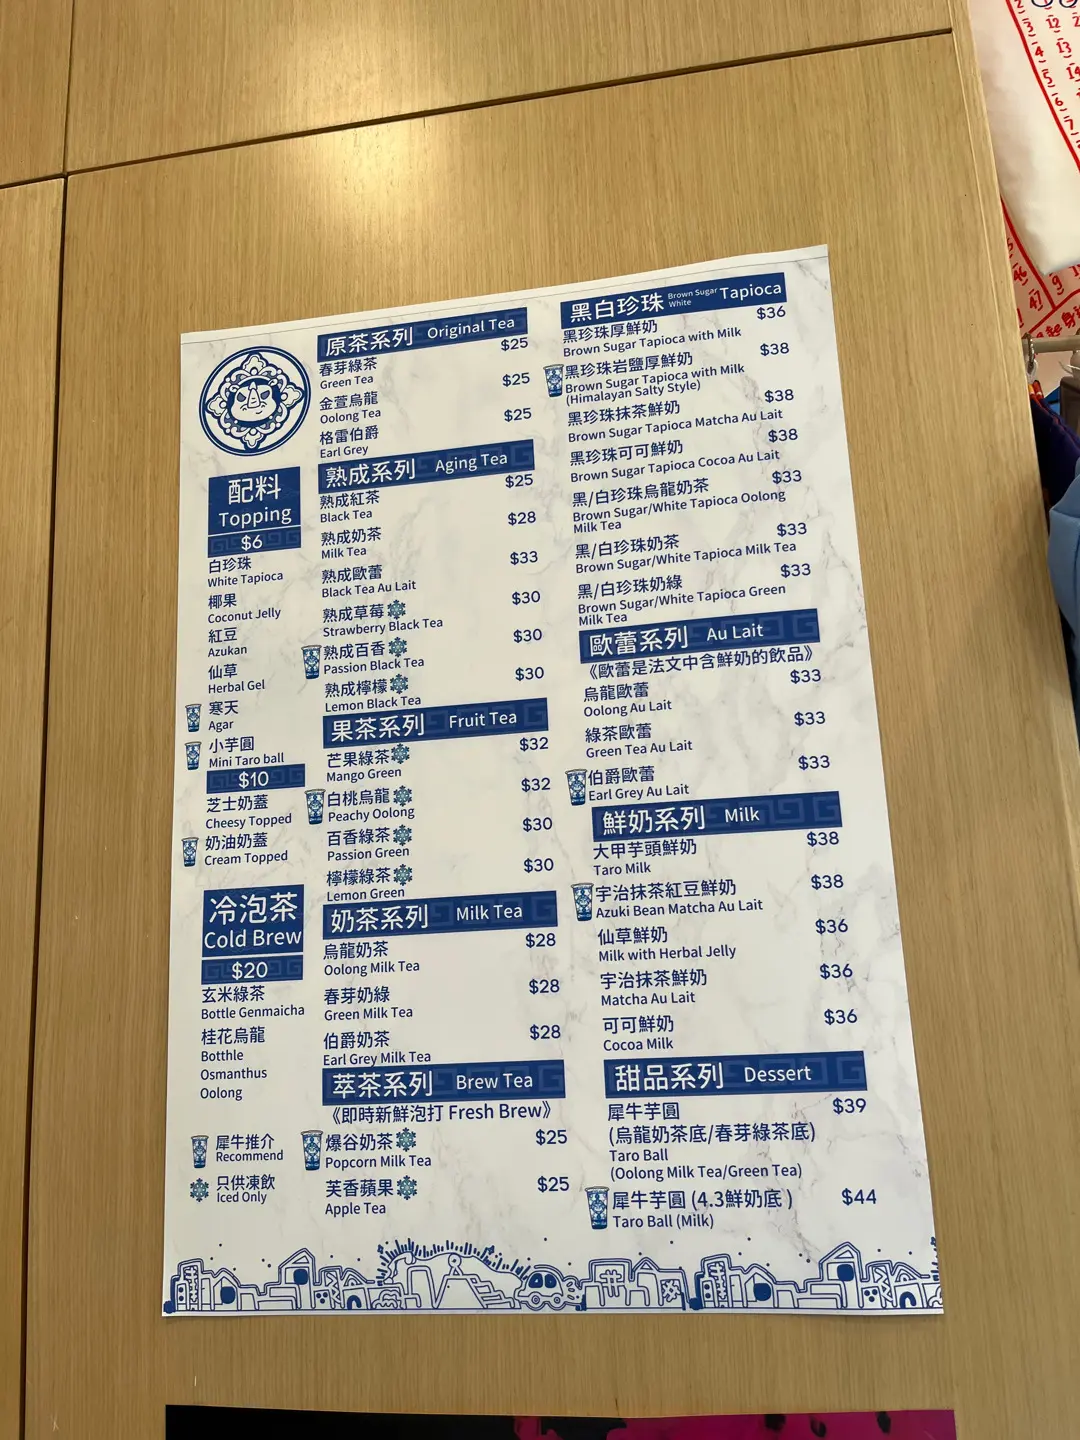 配料
Topping
$6
白珍珠
White Tapioca
椰果
Coconut Jelly
紅豆
Azukan
仙草
Herbal Gel
寒天
Agar
小芋圓
Mini Taro ball
$10
芝士奶蓋
Cheesy Topped
奶油奶蓋
Cream Topped
冷泡茶
Cold Brew
$20
玄米綠茶
Bottle Genmaicha
桂花烏龍
Botthle
Osmanthus
Oolong
犀牛推介
Recommend
只供凍飲
Iced Only
原茶系列 Original Tea
春芽綠茶 $25
Green Tea
金萱烏龍 $25
Oolong Tea
格雷伯爵 $25
Earl Grey
熟成系列 Aging Tea
熟成紅茶 $25
Black Tea
熟成奶茶 $28
Milk Tea
熟成歐蕾 $33
Black Tea Au Lait
熟成草莓 $30
Strawberry Black Tea
熟成百香 $30
Passion Black Tea
熟成檸檬 $30
Lemon Black Tea
果茶系列 Fruit Tea
芒果綠茶 $32
Mango Green
白桃烏龍 $32
Peachy Oolong
百香綠茶 $30
Passion Green
檸檬綠茶 $30
Lemon Green
奶茶系列 Milk Tea
烏龍奶茶 $28
Oolong Milk Tea
春芽奶綠 $28
Green Milk Tea
伯爵奶茶 $28
Earl Grey Milk Tea
萃茶系列 Brew Tea
《即時新鮮泡打 Fresh Brew》
爆谷奶茶 $25
Popcorn Milk Tea
芙香蘋果 $25
Apple Tea
黑白珍珠 Brown Sugar White Tapioca
黑珍珠厚鮮奶 $36
Brown Sugar Tapioca with Milk
黑珍珠岩鹽厚鮮奶 $38
Brown Sugar Tapioca with Milk
(Himalayan Salty Style)
黑珍珠抹茶鮮奶 $38
Brown Sugar Tapioca Matcha Au Lait
黑珍珠可可鮮奶 $38
Brown Sugar Tapioca Cocoa Au Lait
黑/白珍珠烏龍奶茶 $33
Brown Sugar/White Tapioca Oolong
Milk Tea
黑/白珍珠奶茶 $33
Brown Sugar/White Tapioca Milk Tea
黑/白珍珠奶綠 $33
Brown Sugar/White Tapioca Green
Milk Tea
歐蕾系列 Au Lait
《歐蕾是法文中含鮮奶的飲品》
烏龍歐蕾 $33
Oolong Au Lait
綠茶歐蕾 $33
Green Tea Au Lait
伯爵歐蕾 $33
Earl Grey Au Lait
鮮奶系列 Milk
大甲芋頭鮮奶 $38
Taro Milk
宇治抹茶紅豆鮮奶 $38
Azuki Bean Matcha Au Lait
仙草鮮奶 $36
Milk with Herbal Jelly
宇治抹茶鮮奶 $36
Matcha Au Lait
可可鮮奶 $36
Cocoa Milk
甜品系列 Dessert
犀牛芋圓 $39
(烏龍奶茶底/春芽綠茶底)
Taro Ball
(Oolong Milk Tea/Green Tea)
犀牛芋圓 (4.3鮮奶底 ) $44
Taro Ball (Milk)